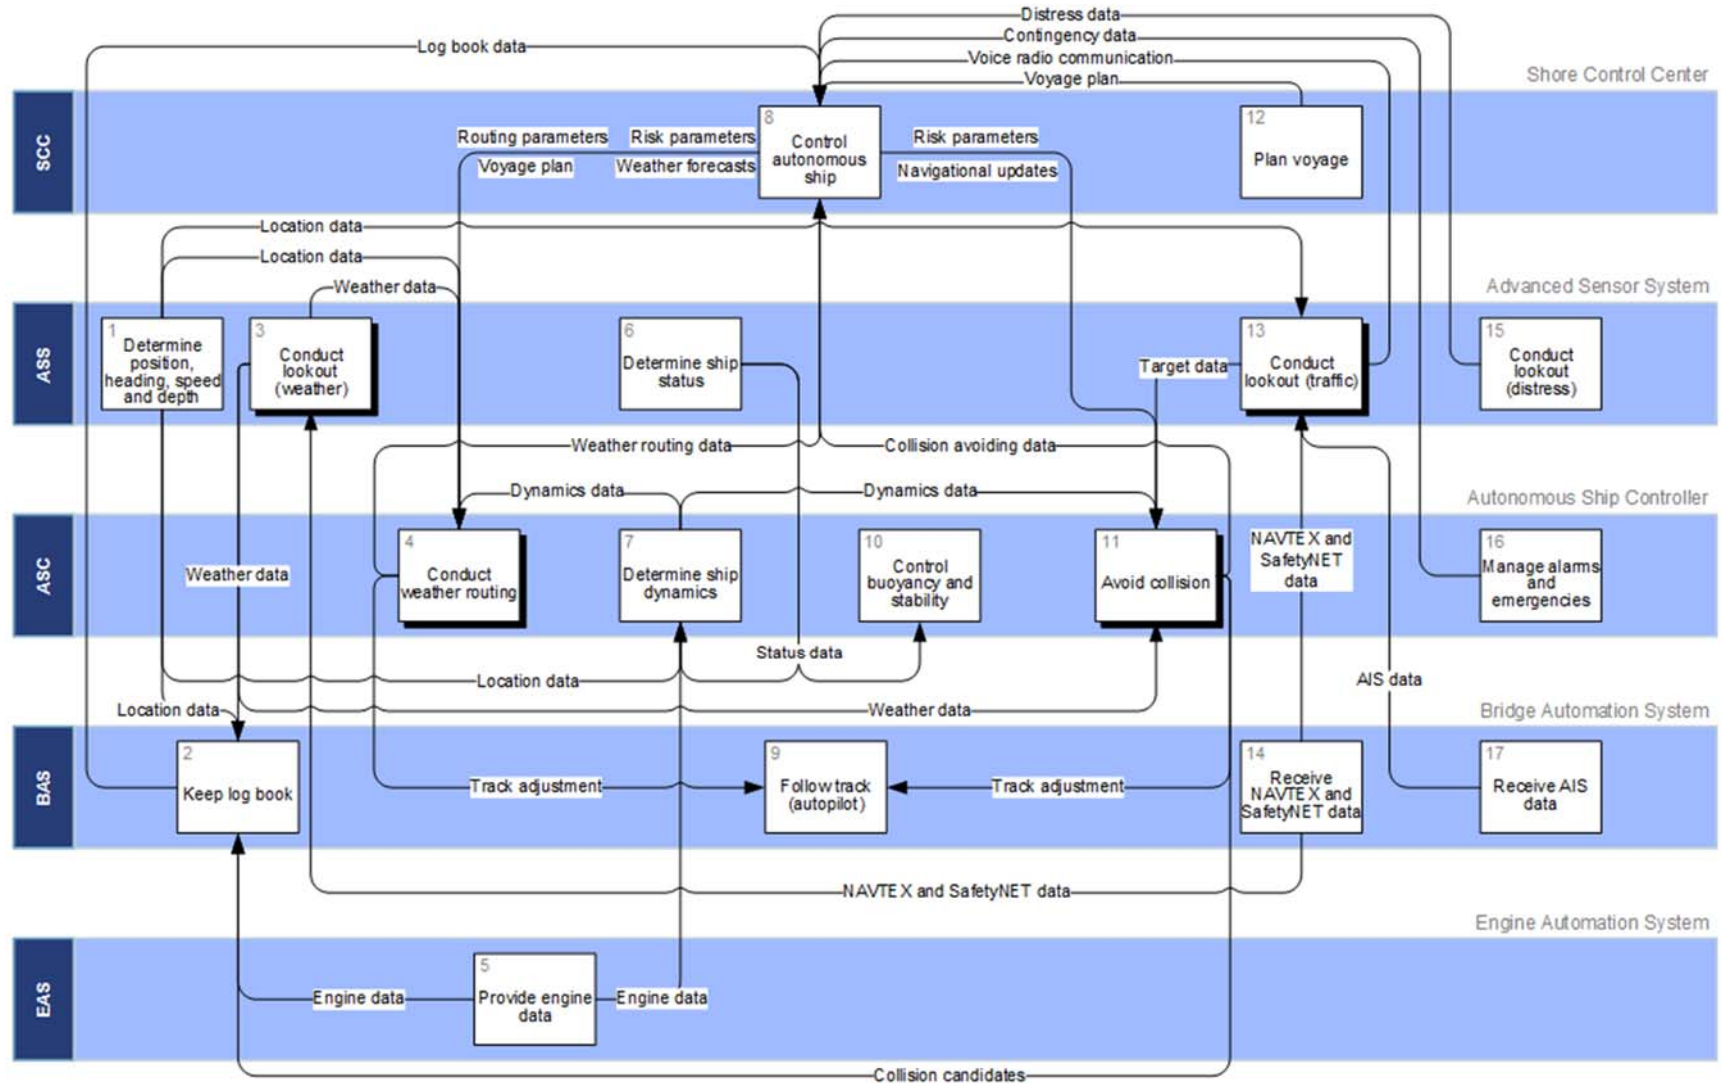 Distress data
Contingency data
Log book data
Voice radio communication
Voyage plan
Shore Control Center
SCC
Routing parameters
Risk parameters
Voyage plan
Weather forecasts
8
Control
autonomous
ship
Risk parameters
Navigational updates
12
Plan voyage
Location data
Location data
Weather data
Advanced Sensor System
ASS
1
Determine
position,
heading, speed
and depth
3
Conduct
lookout
(weather)
6
Determine ship
status
Target data
13
Conduct
lookout (traffic)
15
Conduct
lookout
(distress)
Weather routing data
Collision avoiding data
Dynamics data
Dynamics data
Autonomous Ship Controller
ASC
Weather data
4
Conduct
weather routing
7
Determine ship
dynamics
10
Control
buoyancy and
stability
11
Avoid collision
NAVTEX and
SafetyNET
data
16
Manage alarms
and
emergencies
Status data
Location data
AIS data
Location data
Weather data
Bridge Automation System
BAS
2
Keep log book
Track adjustment
9
Follow track
(autopilot)
Track adjustment
14
Receive
NAVTEX and
SafetyNET data
17
Receive AIS
data
NAVTEX and SafetyNET data
Engine Automation System
EAS
Engine data
5
Provide engine
data
Engine data
Collision candidates